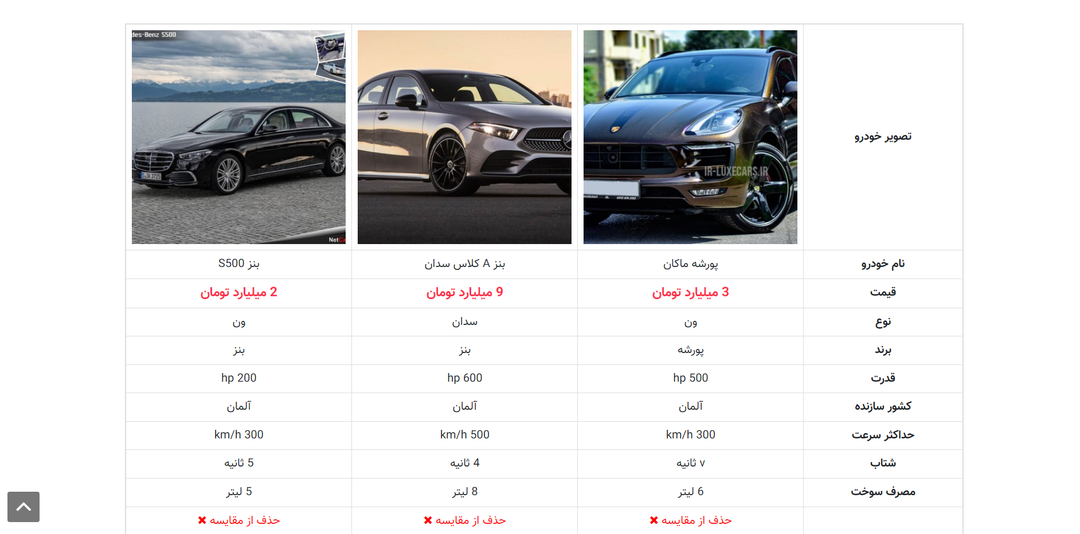 تصویر خودرو
IR-LUXECARS.IR
des-Benz S500
نام خودرو پورشه ماکان بنز A کلاس سدان بنز S500
قیمت 3 میلیارد تومان 9 میلیارد تومان 2 میلیارد تومان
نوع ون سدان ون
برند پورشه بنز بنز
قدرت 500 hp 600 hp 200 hp
کشور سازنده آلمان آلمان آلمان
حداکثر سرعت 300 km/h 500 km/h 300 km/h
شتاب ۷ ثانیه 4 ثانیه 5 ثانیه
مصرف سوخت 6 لیتر 8 لیتر 5 لیتر
حذف از مقایسه ✖ حذف از مقایسه ✖ حذف از مقایسه ✖